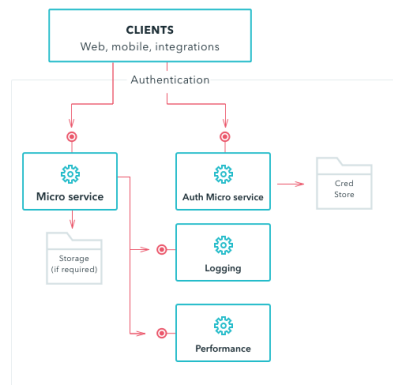 CLIENTS
Web, mobile, integrations
Authentication
Micro service
Auth Micro service
Cred
Store
Storage
(if required)
Logging
Performance